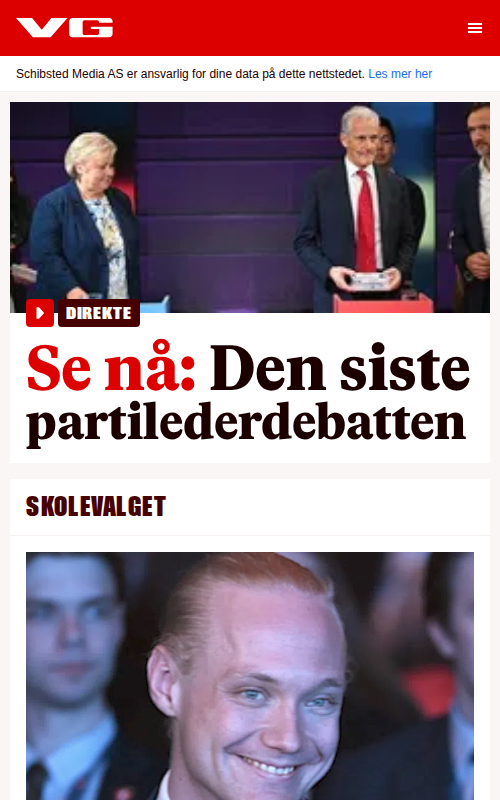 VG
Schibsted Media AS er ansvarlig for dine data på dette nettstedet. Les mer her
DIREKTE
Se nå: Den siste
partilederdebatten
SKOLEVALGET